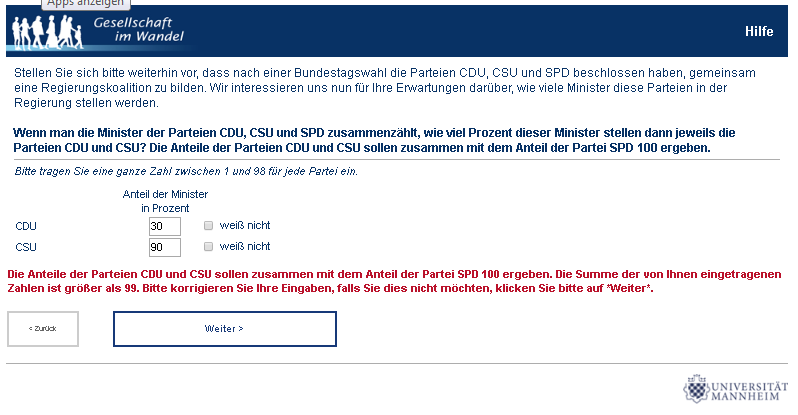 Apps anzeigen
Gesellschaft
im Wandel
Hilfe
Stellen Sie sich bitte weiterhin vor, dass nach einer Bundestagswahl die Parteien CDU, CSU und SPD beschlossen haben, gemeinsam
eine Regierungskoalition zu bilden. Wir interessieren uns nun für Ihre Erwartungen darüber, wie viele Minister diese Parteien in der
Regierung stellen werden.
Wenn man die Minister der Parteien CDU, CSU und SPD zusammenzählt, wie viel Prozent dieser Minister stellen dann jeweils die
Parteien CDU und CSU? Die Anteile der Parteien CDU und CSU sollen zusammen mit dem Anteil der Partei SPD 100 ergeben.
Bitte tragen Sie eine ganze Zahl zwischen 1 und 98 für jede Partei ein.
Anteil der Minister
in Prozent
CDU 30 weiß nicht
CSU 90 weiß nicht
Die Anteile der Parteien CDU und CSU sollen zusammen mit dem Anteil der Partei SPD 100 ergeben. Die Summe der von Ihnen eingetragenen
Zahlen ist größer als 99. Bitte korrigieren Sie Ihre Eingaben, falls Sie dies nicht möchten, klicken Sie bitte auf "Weiter".
< Zurück
Weiter >
UNIVERSITÄT
MANNHEIM